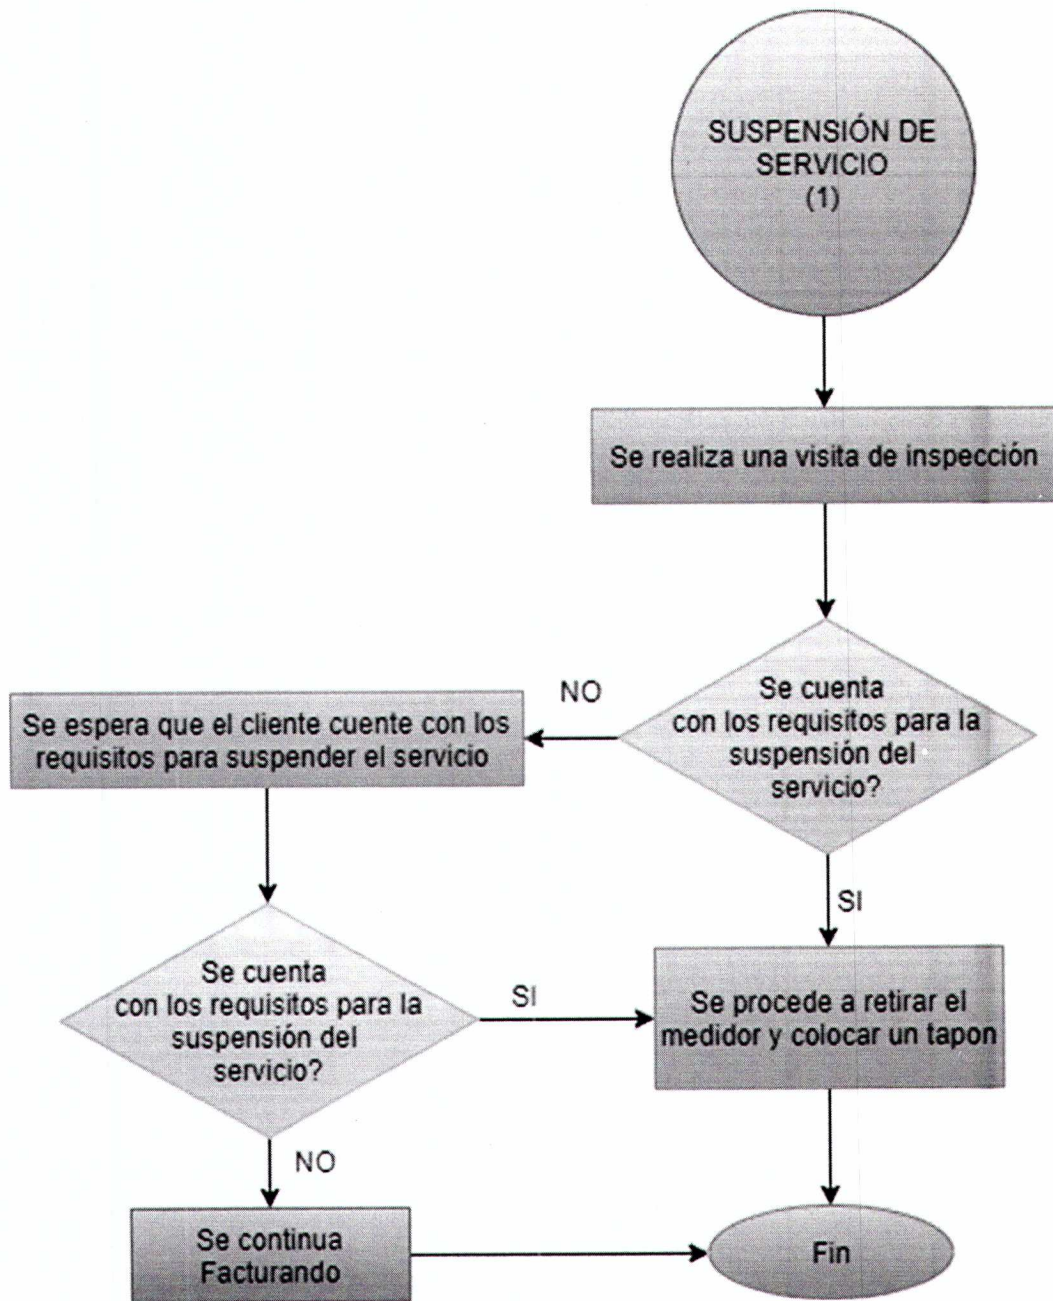 SUSPENSIÓN DE
SERVICIO
(1)
Se realiza una visita de inspección
Se cuenta
con los requisitos para la
suspensión del
servicio?
NO
Se espera que el cliente cuente con los
requisitos para suspender el servicio
SI
Se cuenta
con los requisitos para la
suspensión del
servicio?
SI
Se procede a retirar el
medidor y colocar un tapon
NO
Se continua
Facturando
Fin